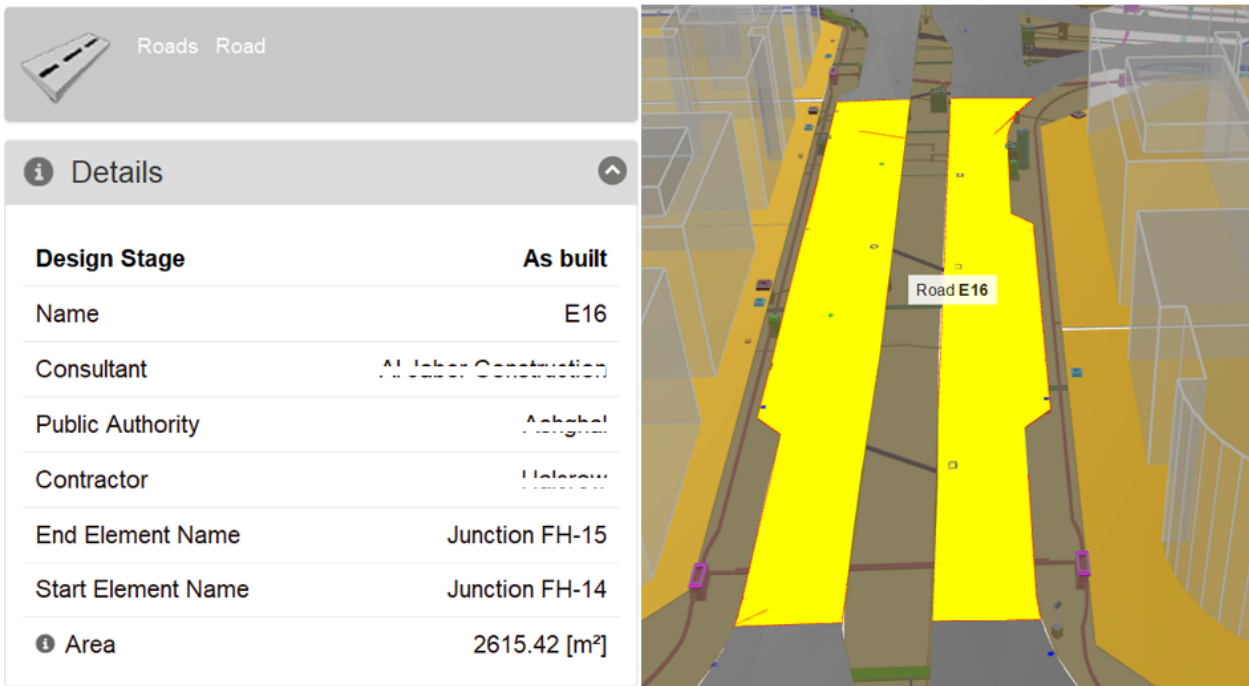 Roads Road
Details
Design Stage As built
Name E16
Consultant
Public Authority
Contractor
End Element Name Junction FH-15
Start Element Name Junction FH-14
Area 2615.42 [m²]
Road E16